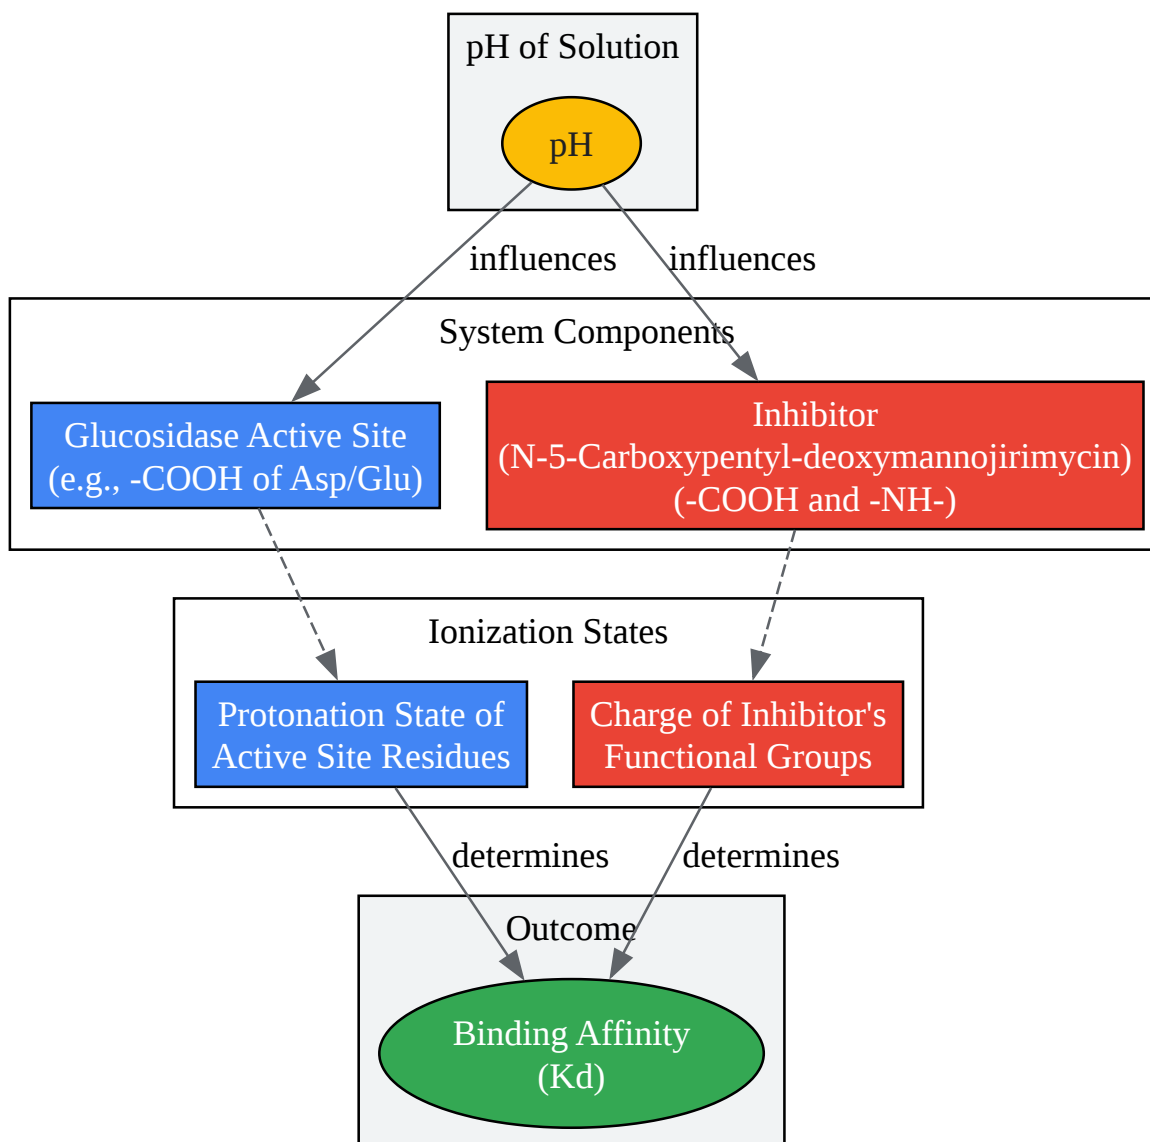 pH of Solution
pH
influences
influences
System Components
Glucosidase Active Site
(e.g., -COOH of Asp/Glu)
Inhibitor
(N-5-Carboxypentyl-deoxymannojirimycin)
(-COOH and -NH-)
Ionization States
Protonation State of
Active Site Residues
Charge of Inhibitor's
Functional Groups
determines
determines
Outcome
Binding Affinity
(Kd)